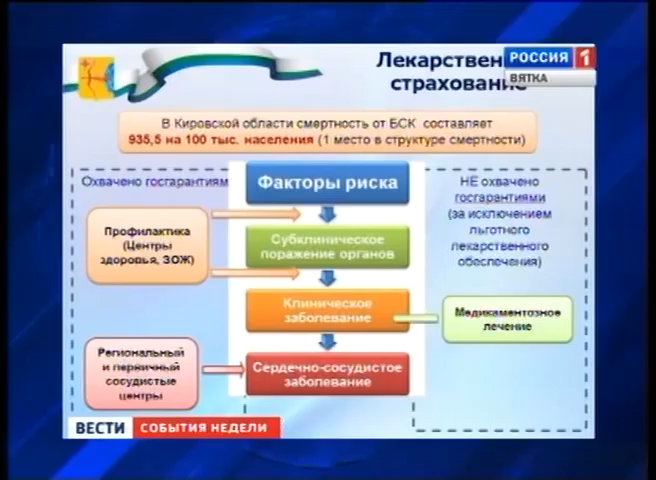 Лекарствен
страхование
РОССИЯ 1
ВЯТКА
В Кировской области смертность от БСК составляет
935,5 на 100 тыс. населения (1 место в структуре смертности)
Охвачено госгарантиям
Факторы риска
НЕ охвачено
госгарантиями
(за исключением
льготного
лекарственного
обеспечения)
Профилактика
(Центры
здоровья, ЗОЖ)
Субклиническое
поражение органов
Клиническое
заболевание
Медикаментозное
лечение
Региональный
и первичный
сосудистые
центры
Сердечно-сосудистое
заболевание
ВЕСТИ СОБЫТИЯ НЕДЕЛИ